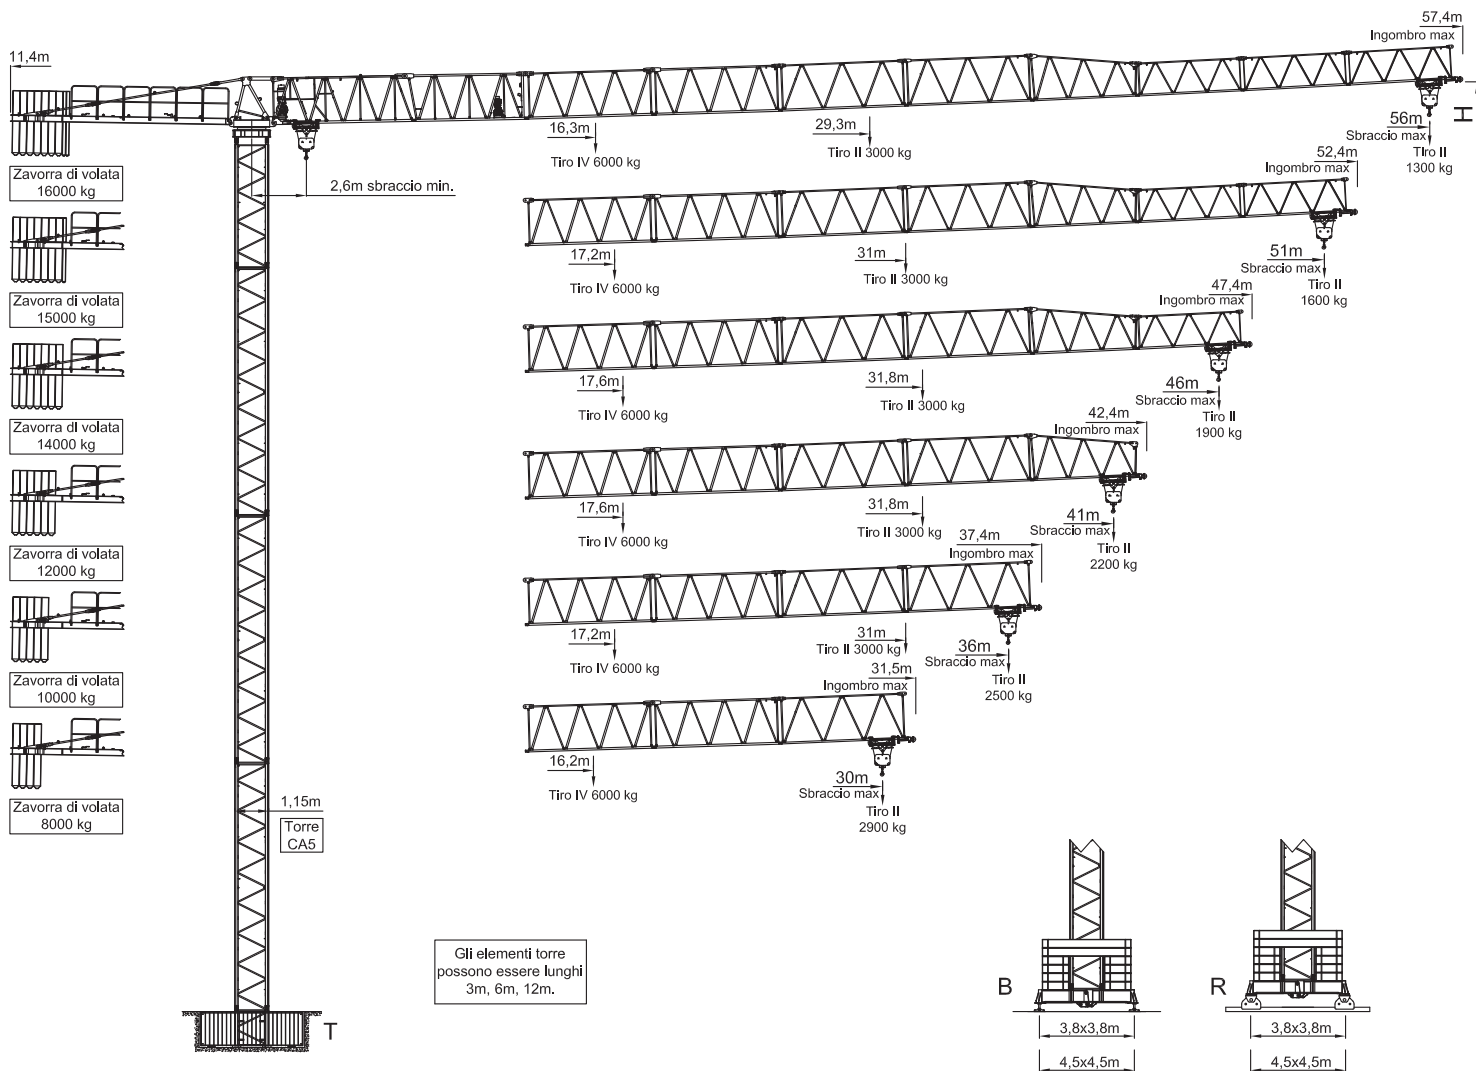 57,4m
Ingombro max
11,4m
H
16,3m
Tiro IV 6000 kg
29,3m
Tiro II 3000 kg
56m
Sbraccio max
Tiro II
1300 kg
Zavorra di volata
16000 kg
2,6m sbraccio min.
52,4m
Ingombro max
17,2m
Tiro IV 6000 kg
31m
Tiro II 3000 kg
51m
Sbraccio max
Tiro II
1600 kg
Zavorra di volata
15000 kg
47,4m
Ingombro max
17,6m
Tiro IV 6000 kg
31,8m
Tiro II 3000 kg
46m
Sbraccio max
Tiro II
1900 kg
Zavorra di volata
14000 kg
42,4m
Ingombro max
17,6m
Tiro IV 6000 kg
31,8m
Tiro II 3000 kg
41m
Sbraccio max
Tiro II
2200 kg
Zavorra di volata
12000 kg
37,4m
Ingombro max
17,2m
Tiro IV 6000 kg
31m
Tiro II 3000 kg
36m
Sbraccio max
Tiro II
2500 kg
Zavorra di volata
10000 kg
31,5m
Ingombro max
16,2m
Tiro IV 6000 kg
30m
Sbraccio max
Tiro II
2900 kg
Zavorra di volata
8000 kg
1,15m
Torre
CA5
Gli elementi torre
possono essere lunghi
3m, 6m, 12m.
T
B
3,8x3,8m
4,5x4,5m
R
3,8x3,8m
4,5x4,5m